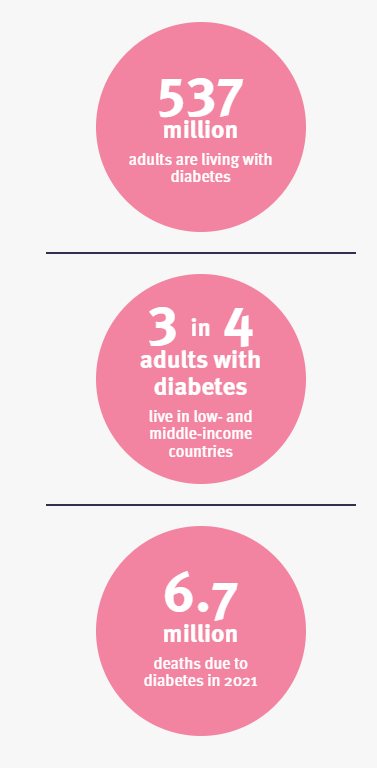 537
million
adults are living with
diabetes
3 in 4
adults with
diabetes
live in low- and
middle-income
countries
6.7
million
deaths due to
diabetes in 2021